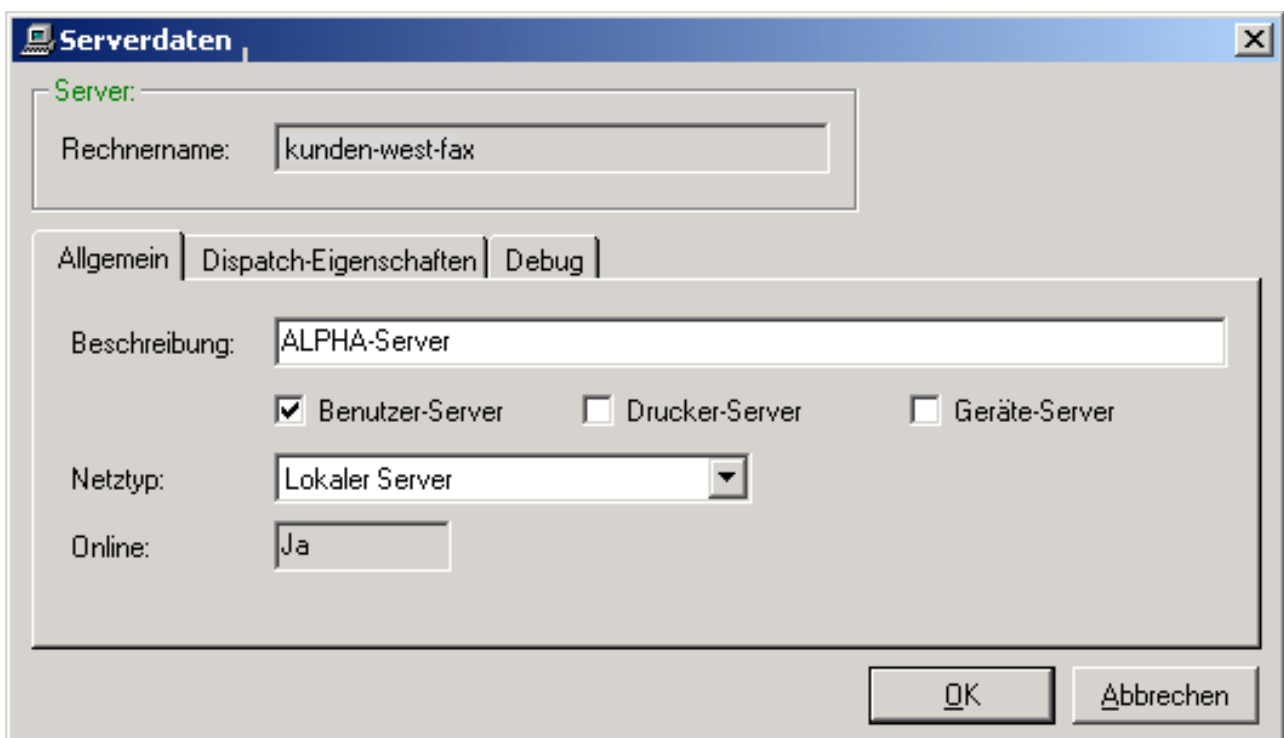 Serverdaten
Server:
Rechnername: kunden-west-fax
Allgemein Dispatch-Eigenschaften Debug
Beschreibung: ALPHA-Server
Benutzer-Server Drucker-Server Geräte-Server
Netztyp: Lokaler Server
Online: Ja
OK Abbrechen